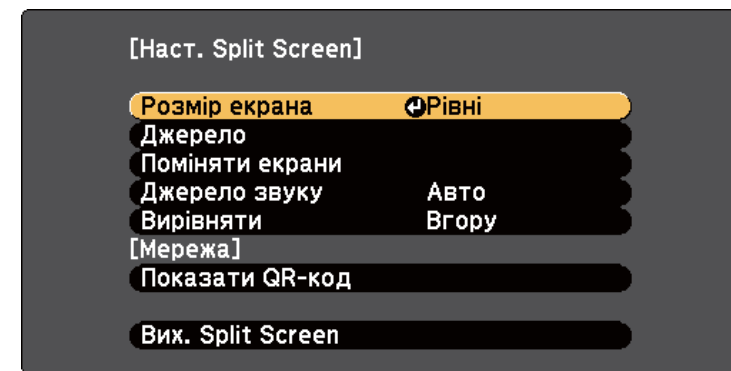 [Наст. Split Screen]
Розмір екрана Рівні
Джерело
Поміняти екрани
Джерело звуку Авто
Вирівняти Вгору
[Мережа]
Показати QR-код
Вих. Split Screen